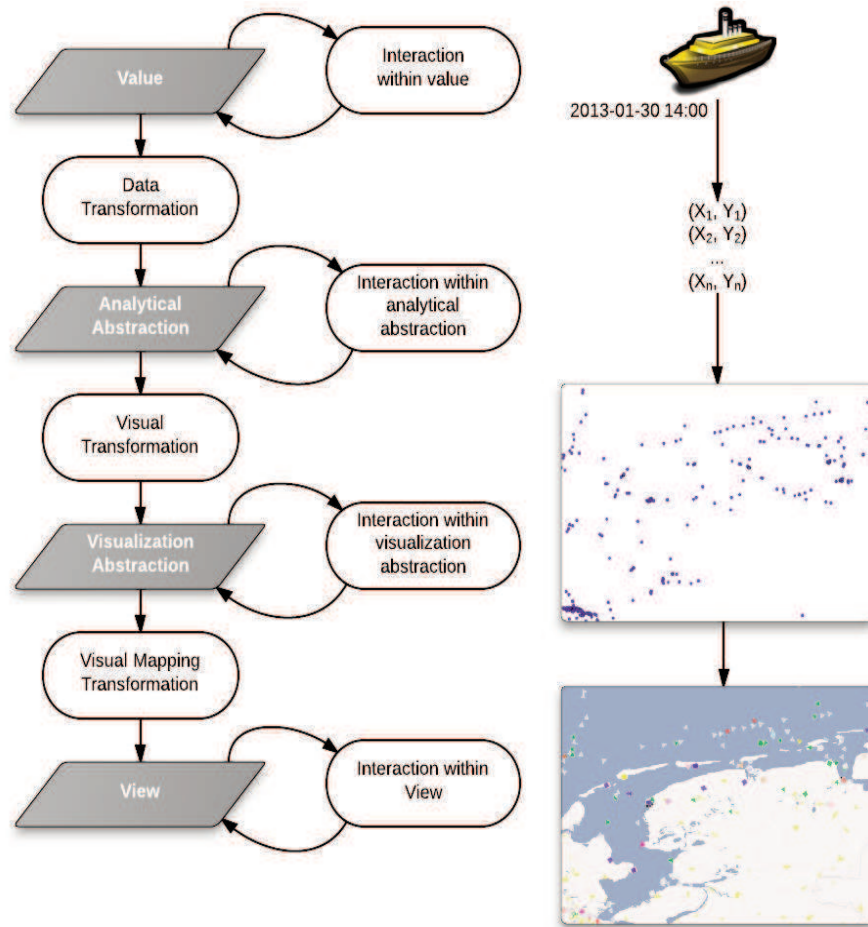 Value
Interaction
within value
Data
Transformation
Analytical
Abstraction
Interaction within
analytical
abstraction
Visual
Transformation
Visualization
Abstraction
Interaction within
visualization
abstraction
Visual Mapping
Transformation
View
Interaction within
View
2013-01-30 14:00
(X₁, Y₁)
(X₂, Y₂)
...
(Xₙ, Yₙ)